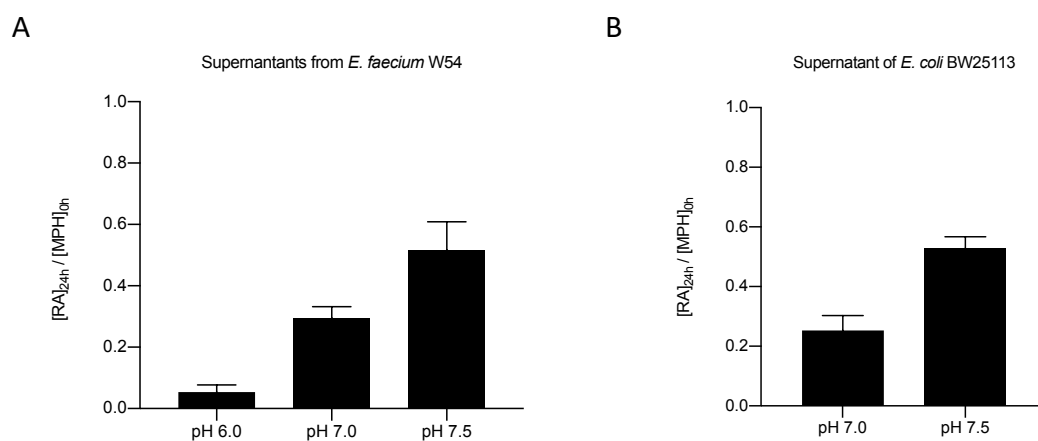 A
Supernantants from E. faecium W54
1.0
0.8
0.6
0.4
0.2
0.0
[RA]24h / [MPH]0h
pH 6.0
pH 7.0
pH 7.5
B
Supernatant of E. coli BW25113
1.0
0.8
0.6
0.4
0.2
0.0
[RA]24h / [MPH]0h
pH 7.0
pH 7.5